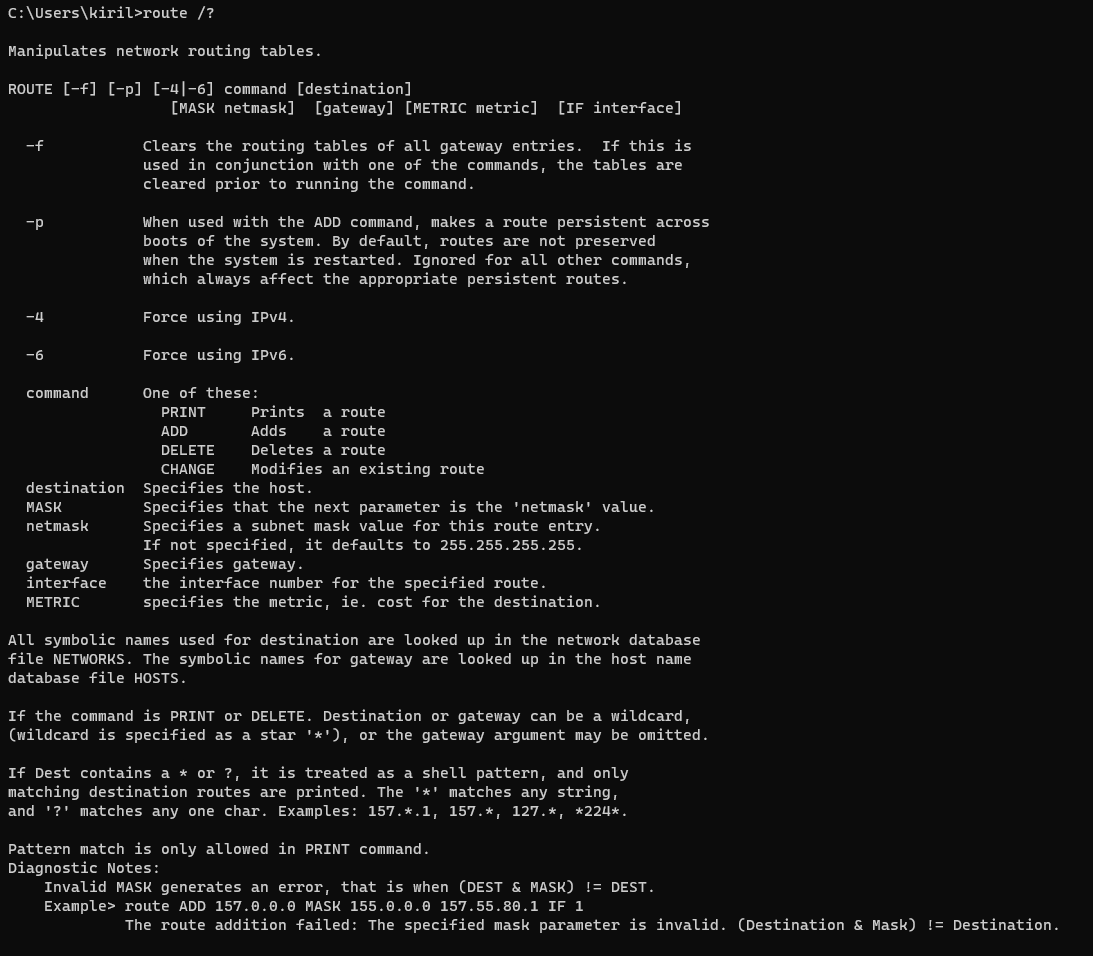 C:\Users\kiril>route /?
Manipulates network routing tables.
ROUTE [-f] [-p] [-4|-6] command [destination]
                  [MASK netmask]  [gateway] [METRIC metric]  [IF interface]
  -f           Clears the routing tables of all gateway entries.  If this is
               used in conjunction with one of the commands, the tables are
               cleared prior to running the command.
  -p           When used with the ADD command, makes a route persistent across
               boots of the system. By default, routes are not preserved
               when the system is restarted. Ignored for all other commands,
               which always affect the appropriate persistent routes.
  -4           Force using IPv4.
  -6           Force using IPv6.
  command      One of these:
                 PRINT     Prints  a route
                 ADD       Adds    a route
                 DELETE    Deletes a route
                 CHANGE    Modifies an existing route
  destination  Specifies the host.
  MASK         Specifies that the next parameter is the 'netmask' value.
  netmask      Specifies a subnet mask value for this route entry.
               If not specified, it defaults to 255.255.255.255.
  gateway      Specifies gateway.
  interface    the interface number for the specified route.
  METRIC       specifies the metric, ie. cost for the destination.
All symbolic names used for destination are looked up in the network database
file NETWORKS. The symbolic names for gateway are looked up in the host name
database file HOSTS.
If the command is PRINT or DELETE. Destination or gateway can be a wildcard,
(wildcard is specified as a star '*'), or the gateway argument may be omitted.
If Dest contains a * or ?, it is treated as a shell pattern, and only
matching destination routes are printed. The '*' matches any string,
and '?' matches any one char. Examples: 157.*.1, 157.*, 127.*, *224*.
Pattern match is only allowed in PRINT command.
Diagnostic Notes:
    Invalid MASK generates an error, that is when (DEST & MASK) != DEST.
    Example> route ADD 157.0.0.0 MASK 155.0.0.0 157.55.80.1 IF 1
             The route addition failed: The specified mask parameter is invalid. (Destination & Mask) != Destination.